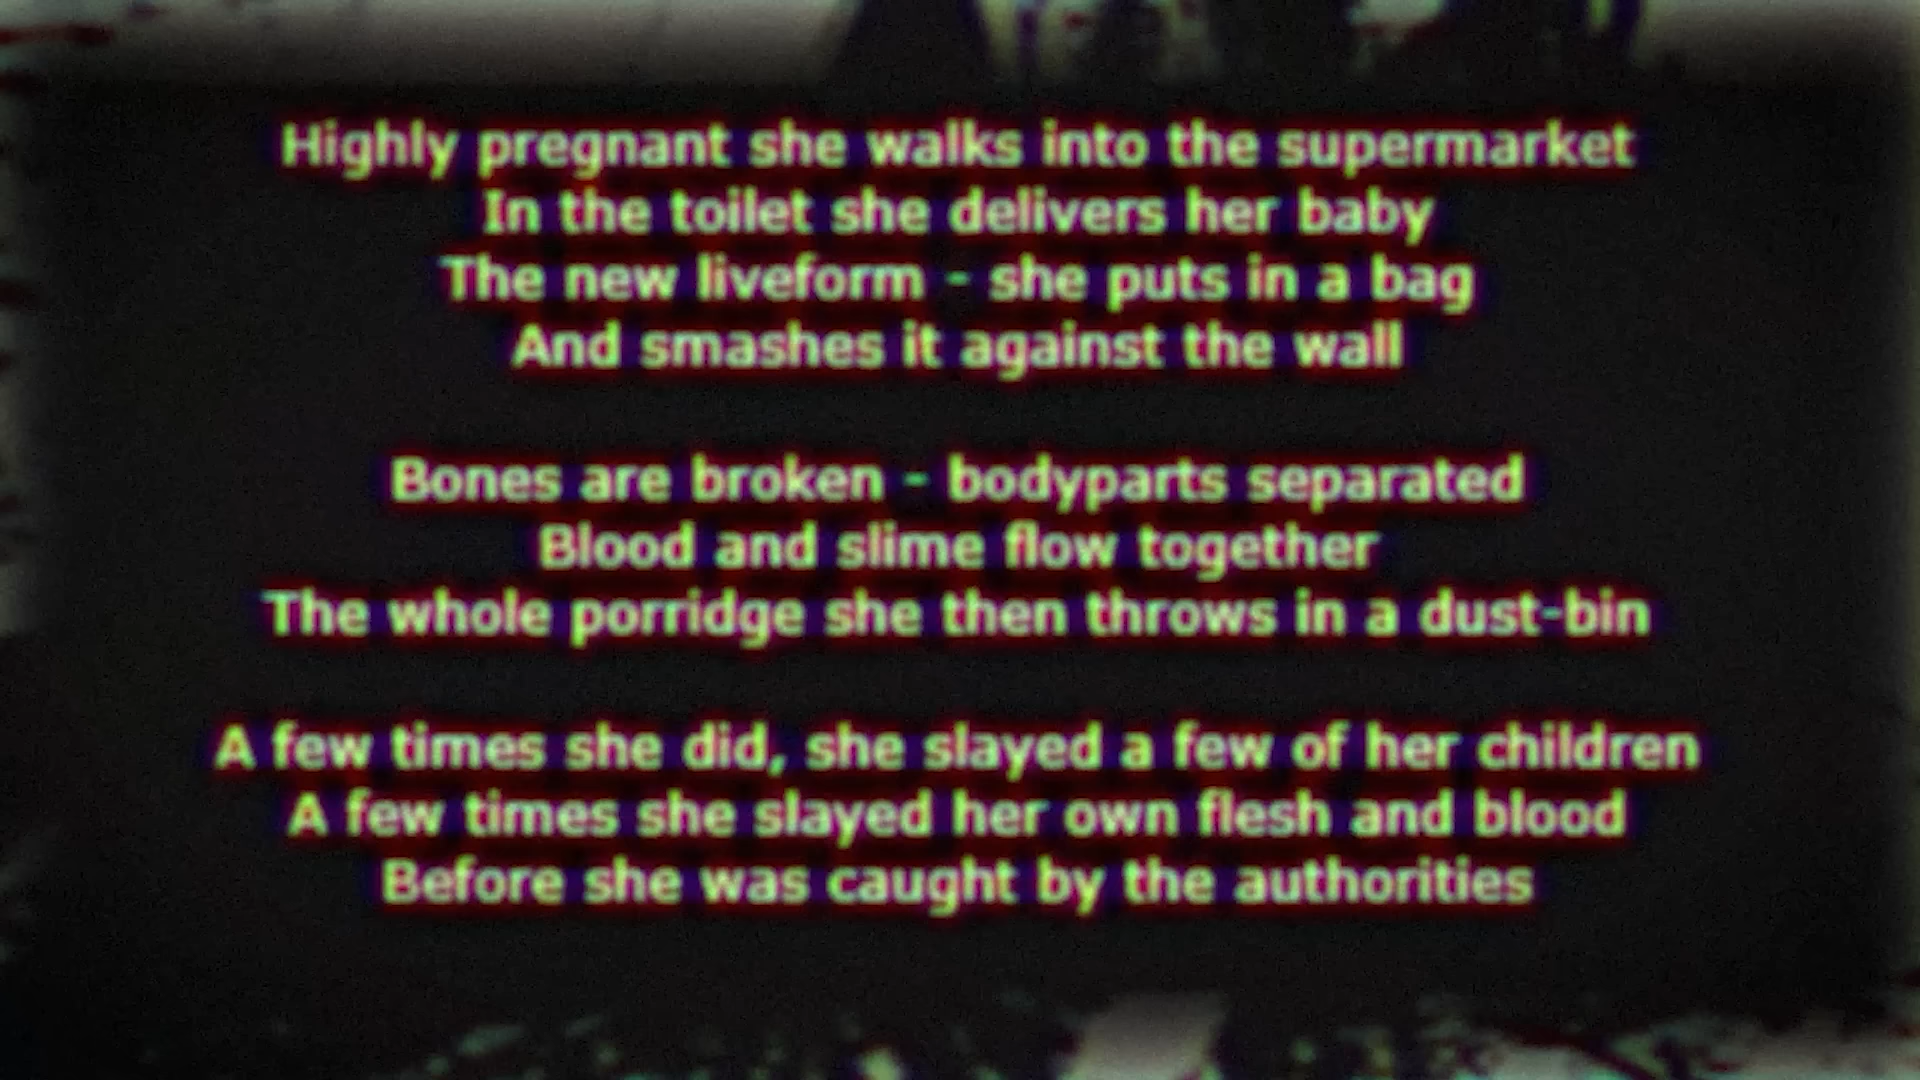 Highly pregnant she walks into the supermarket
In the toilet she delivers her baby
The new liveform - she puts in a bag
And smashes it against the wall
Bones are broken - bodyparts separated
Blood and slime flow together
The whole porridge she then throws in a dust-bin
A few times she did, she slayed a few of her children
A few times she slayed her own flesh and blood
Before she was caught by the authorities